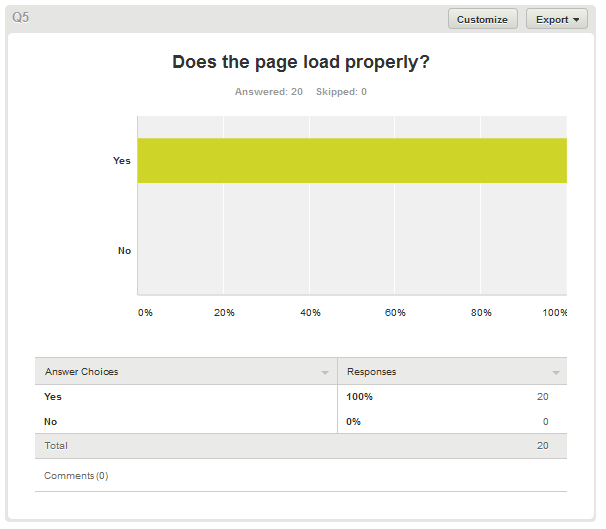 Q5 Customize Export
Does the page load properly?
Answered: 20 Skipped: 0
Yes
No
0% 20% 40% 60% 80% 100%
Answer Choices Responses
Yes 100% 20
No 0% 0
Total 20
Comments (0)